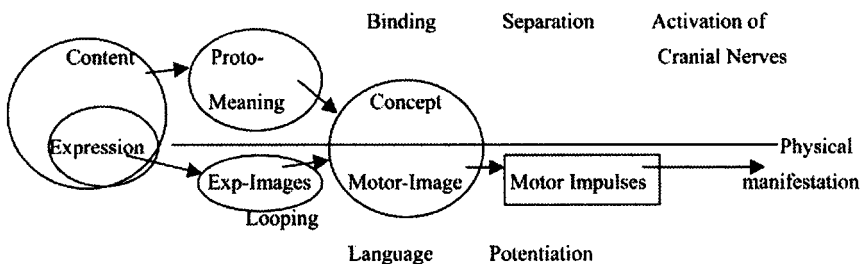 Binding Separation Activation of
Cranial Nerves
Content Proto-
Meaning
Concept
Expression
Physical
Exp-Images Motor-Image Motor Impulses manifestation
Looping
Language Potentiation